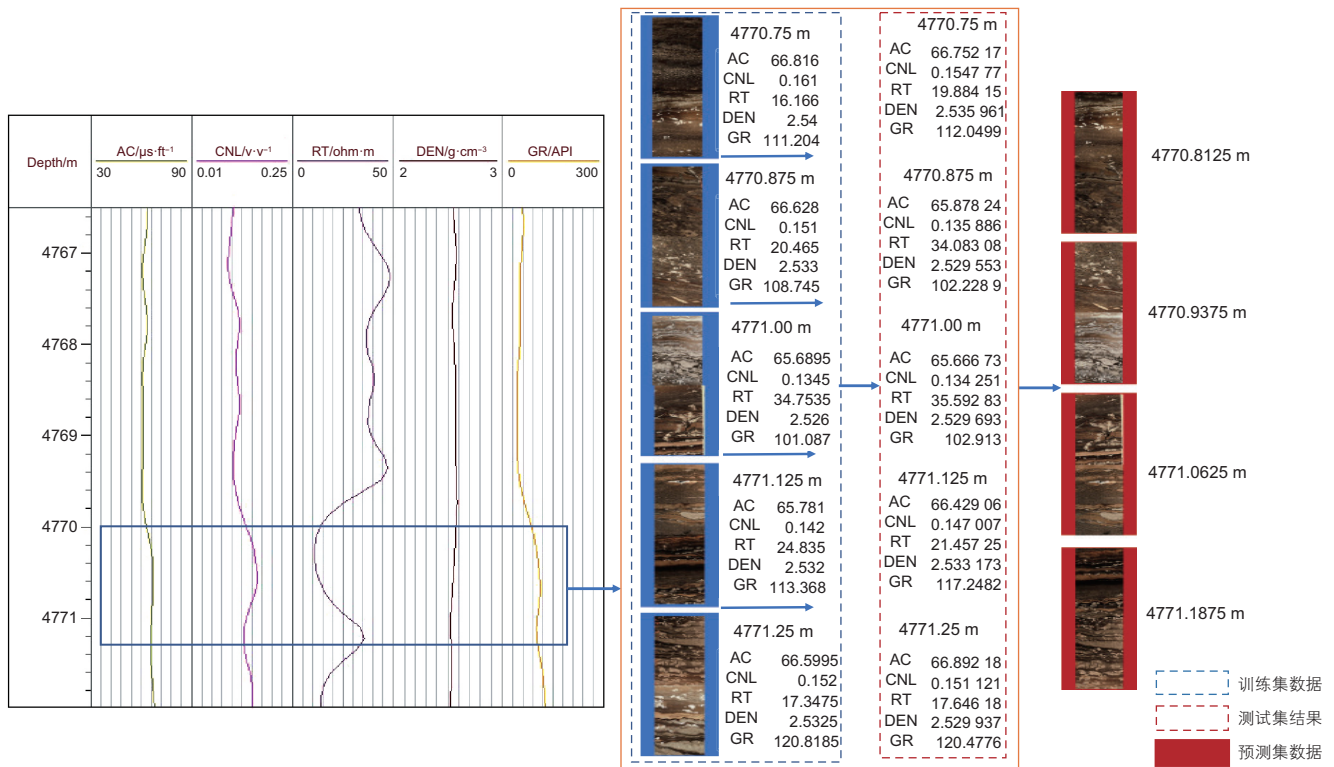 Depth/m
AC/μs·ft⁻¹
30 90
CNL/v·v⁻¹
0.01 0.25
RT/ohm·m
0 50
DEN/g·cm⁻³
2 3
GR/API
0 300
4767
4768
4769
4770
4771
4770.75 m
AC 66.816
CNL 0.161
RT 16.166
DEN 2.54
GR 111.204
4770.875 m
AC 66.628
CNL 0.151
RT 20.465
DEN 2.533
GR 108.745
4771.00 m
AC 65.6895
CNL 0.1345
RT 34.7535
DEN 2.526
GR 101.087
4771.125 m
AC 65.781
CNL 0.142
RT 24.835
DEN 2.532
GR 113.368
4771.25 m
AC 66.5995
CNL 0.152
RT 17.3475
DEN 2.5325
GR 120.8185
4770.75 m
AC 66.752 17
CNL 0.1547 77
RT 19.884 15
DEN 2.535 961
GR 112.0499
4770.875 m
AC 65.878 24
CNL 0.135 886
RT 34.083 08
DEN 2.529 553
GR 102.228 9
4771.00 m
AC 65.666 73
CNL 0.134 251
RT 35.592 83
DEN 2.529 693
GR 102.913
4771.125 m
AC 66.429 06
CNL 0.147 007
RT 21.457 25
DEN 2.533 173
GR 117.2482
4771.25 m
AC 66.892 18
CNL 0.151 121
RT 17.646 18
DEN 2.529 937
GR 120.4776
4770.8125 m
4770.9375 m
4771.0625 m
4771.1875 m
训练集数据
测试集结果
预测集数据